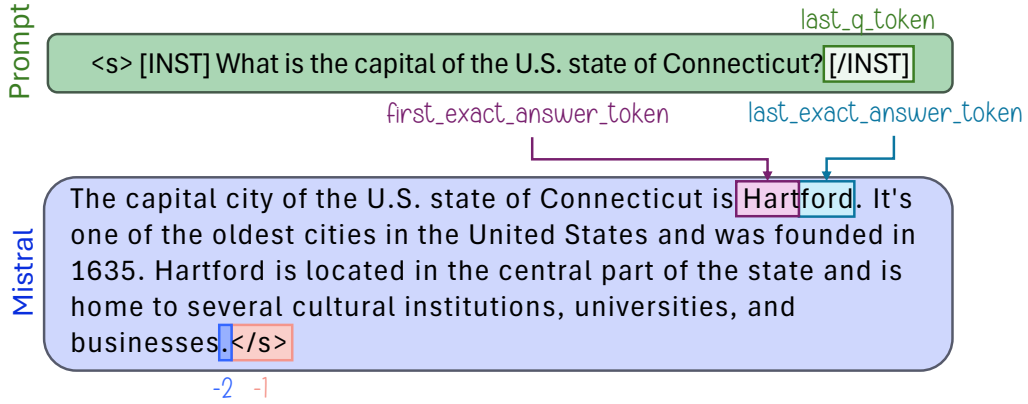 last_q_token
Prompt
<s> [INST] What is the capital of the U.S. state of Connecticut? [/INST]
first_exact_answer_token
last_exact_answer_token
Mistral
The capital city of the U.S. state of Connecticut is Hartford. It's
one of the oldest cities in the United States and was founded in
1635. Hartford is located in the central part of the state and is
home to several cultural institutions, universities, and
businesses.</s>
-2 -1